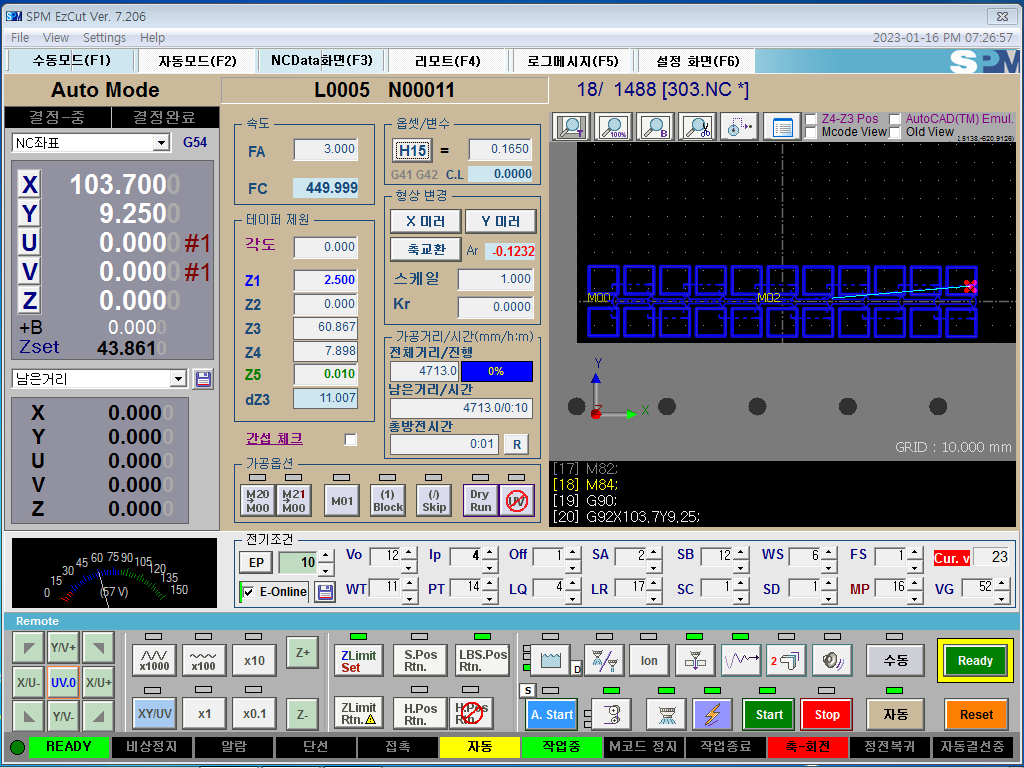 SPM EzCut Ver. 7.206
File View Settings Help
2023-01-16 PM 07:26:57
수동모드(F1) 자동모드(F2) NCData화면(F3) 리모트(F4) 로그메시지(F5) 설정 화면(F6) SPM
Auto Mode
L0005 N00011
18/ 1488 [303.NC *]
결정-중 결정완료
NC좌표 G54
X 103.7000
Y 9.2500
U 0.0000 #1
V 0.0000 #1
Z 0.0000
+B 0.0000
Zset 43.8610
남은거리
X 0.0000
Y 0.0000
U 0.0000
V 0.0000
Z 0.0000
속도
FA 3.000
FC 449.999
테이퍼 제원
각도 0.000
Z1 2.500
Z2 0.000
Z3 60.867
Z4 7.898
Z5 0.010
dZ3 11.007
간섭 체크
옵셋/변수
H15 = 0.1650
G41 G42 C.L 0.0000
형상 변경
X 미러 Y 미러
축교환 Ar -0.1232
스케일 1.000
Kr 0.0000
가공거리/시간(mm/h:m)
전체거리/진행
4713.0 0%
남은거리/시간
4713.0/0:10
총방전시간
0:01 R
가공옵션
M20 M00 M21 M00 M01 (1) Block (/) Skip Dry Run UV
T 100% B
Z4-Z3 Pos AutoCAD(TM) Emul.
Mcode View Old View
M00 M02
Y
X
GRID : 10.000 mm
[17] M82;
[18] M84;
[19] G90;
[20] G92X103.7Y9.25;
0 15 30 45 60 75 90 105 120 135 150
(57 V)
전기조건
EP 10 Vo 12 Ip 4 Off 1 SA 2 SB 12 WS 6 FS 1 Cur. v 23
E-Online WT 11 PT 14 LQ 4 LR 17 SC 1 SD 1 MP 16 VG 52
Remote
Y/V+
X/U- UV.0 X/U+
Y/V-
x1000 x100 x10 Z+
XY/UV x1 x0.1 Z-
ZLimit Set S.Pos Rtn. LBS.Pos Rtn.
ZLimit Rtn. H.Pos Rtn. H.Pos Rtn.
D Ion 2 수동 Ready
S A. Start Start Stop 자동 Reset
READY 비상정지 알람 단선 접촉 자동 작업중 M코드 정지 작업종료 축-회전 정전복귀 자동결선중